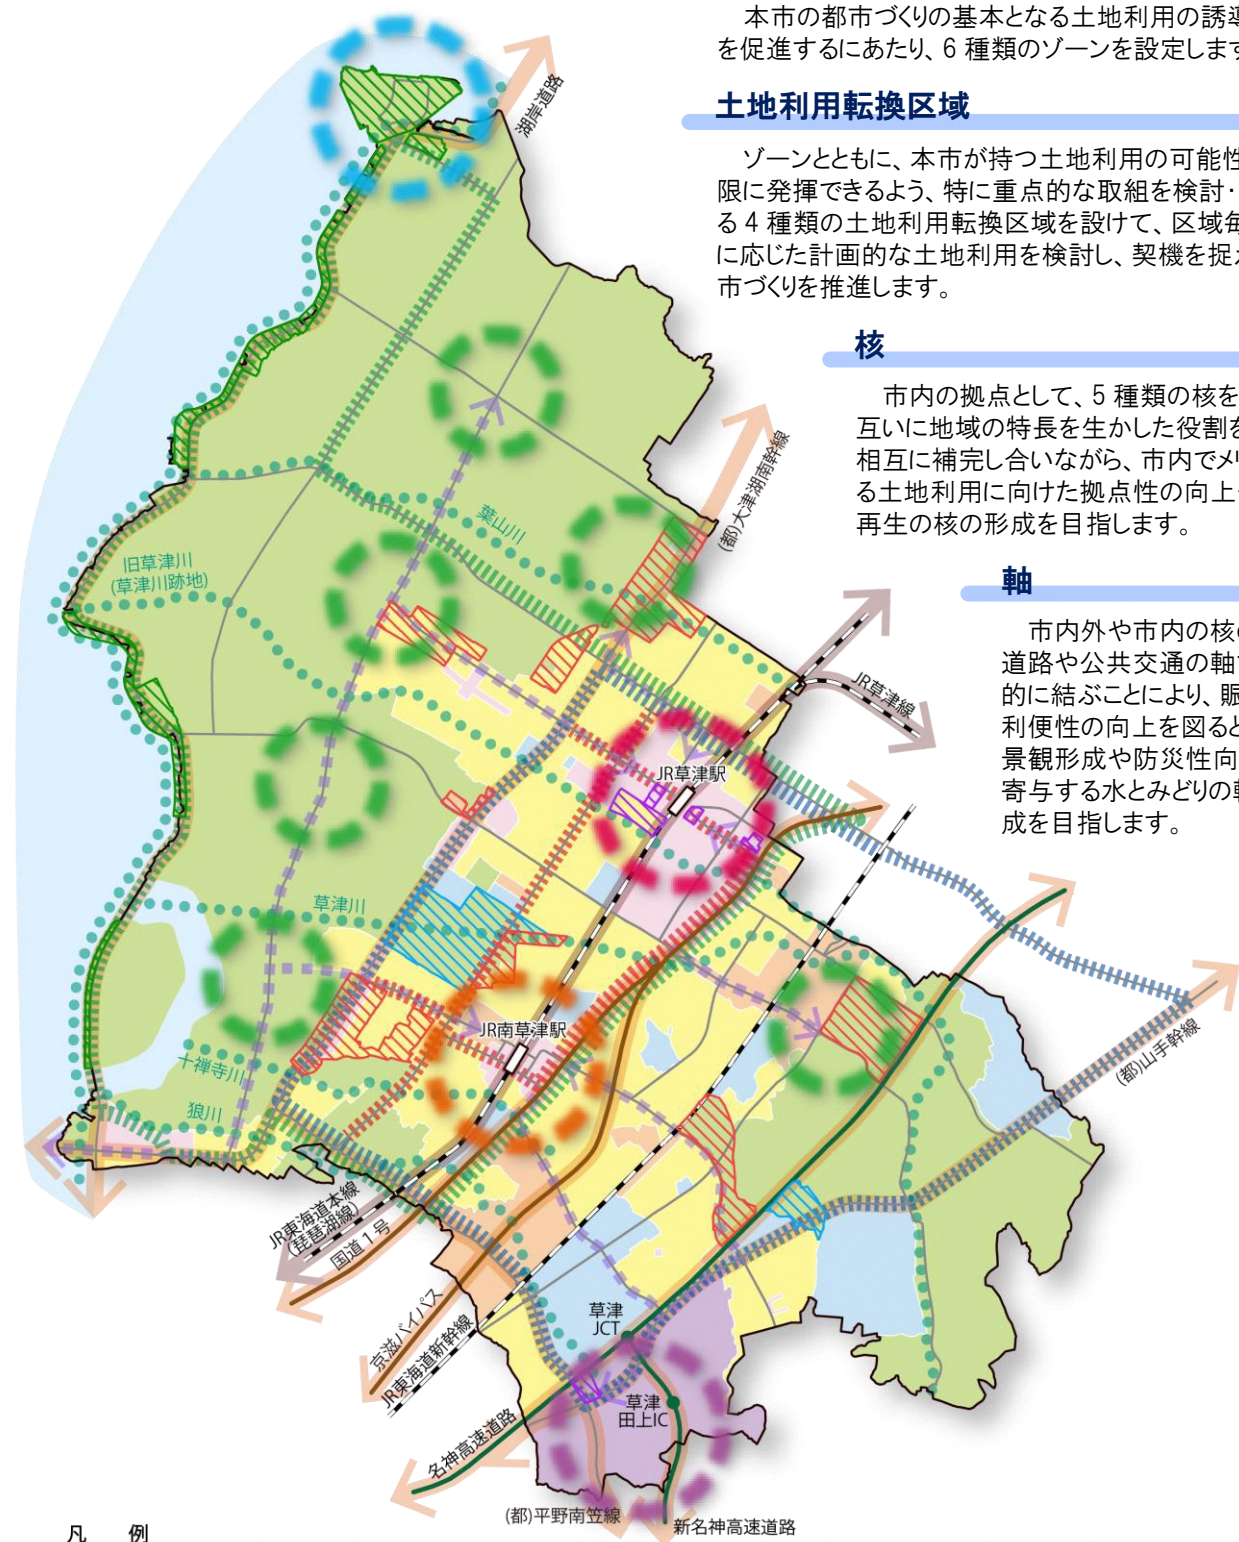 本市の都市づくりの基本となる土地利用の誘導
を促進するにあたり、6 種類のゾーンを設定します
土地利用転換区域
ゾーンとともに、本市が持つ土地利用の可能性
限に発揮できるよう、特に重点的な取組を検討・
る 4 種類の土地利用転換区域を設けて、区域毎
に応じた計画的な土地利用を検討し、契機を捉え
市づくりを推進します。
核
市内の拠点として、5 種類の核を
互いに地域の特長を生かした役割を
相互に補完し合いながら、市内でメリ
る土地利用に向けた拠点性の向上
再生の核の形成を目指します。
軸
市内外や市内の核の
道路や公共交通の軸
的に結ぶことにより、賑
利便性の向上を図ると
景観形成や防災性向
寄与する水とみどりの軸
成を目指します。
湖岸道路
(都)大津湖南幹線
葉山川
旧草津川
(草津川跡地)
JR草津線
JR草津駅
草津川
JR南草津駅
十禅寺川
狼川
(都)山手幹線
JR東海道本線
(琵琶湖線)
国道1号
京滋バイパス
JR東海道新幹線
名神高速道路
草津
JCT
草津
田上IC
(都)平野南笠線
新名神高速道路
凡 例